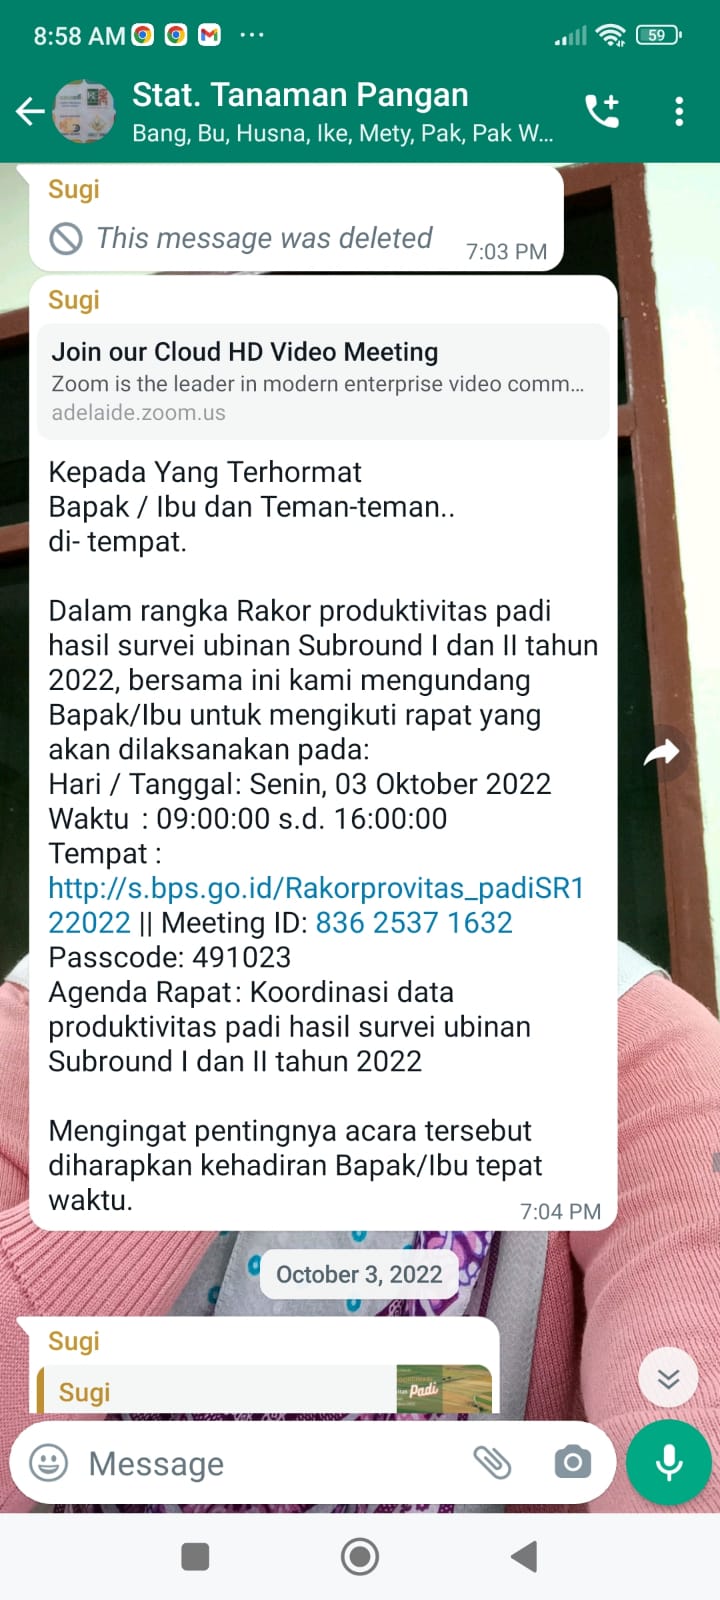 8:58 AM
59
Stat. Tanaman Pangan
Bang, Bu, Husna, Ike, Mety, Pak, Pak W...
Sugi
This message was deleted
7:03 PM
Sugi
Join our Cloud HD Video Meeting
Zoom is the leader in modern enterprise video comm...
adelaide.zoom.us
Kepada Yang Terhormat
Bapak / Ibu dan Teman-teman..
di- tempat.
Dalam rangka Rakor produktivitas padi
hasil survei ubinan Subround I dan II tahun
2022, bersama ini kami mengundang
Bapak/Ibu untuk mengikuti rapat yang
akan dilaksanakan pada:
Hari / Tanggal: Senin, 03 Oktober 2022
Waktu : 09:00:00 s.d. 16:00:00
Tempat :
http://s.bps.go.id/Rakorprovitas_padiSR1
22022 || Meeting ID: 836 2537 1632
Passcode: 491023
Agenda Rapat: Koordinasi data
produktivitas padi hasil survei ubinan
Subround I dan II tahun 2022
Mengingat pentingnya acara tersebut
diharapkan kehadiran Bapak/Ibu tepat
waktu.
7:04 PM
October 3, 2022
Sugi
Sugi
Padi
Message